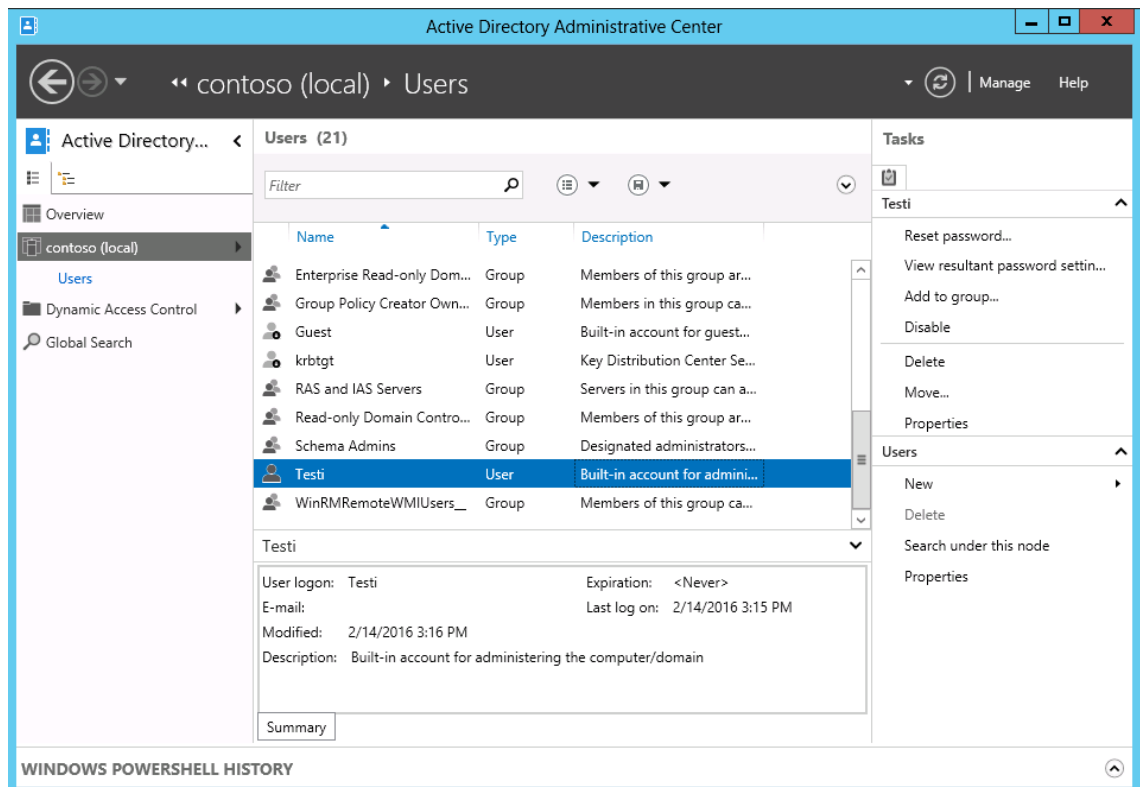 Active Directory Administrative Center
contoso (local) Users
Manage Help
Active Directory...
Overview
contoso (local)
Users
Dynamic Access Control
Global Search
Users (21)
Filter
Name Type Description
Enterprise Read-only Dom... Group Members of this group ar...
Group Policy Creator Own... Group Members in this group ca...
Guest User Built-in account for guest...
krbtgt User Key Distribution Center Se...
RAS and IAS Servers Group Servers in this group can a...
Read-only Domain Contro... Group Members of this group ar...
Schema Admins Group Designated administrators...
Testi User Built-in account for admini...
WinRMRemoteWMIUsers__ Group Members of this group ca...
Testi
User logon: Testi Expiration: <Never>
E-mail: Last log on: 2/14/2016 3:15 PM
Modified: 2/14/2016 3:16 PM
Description: Built-in account for administering the computer/domain
Summary
Tasks
Testi
Reset password...
View resultant password settin...
Add to group...
Disable
Delete
Move...
Properties
Users
New
Delete
Search under this node
Properties
WINDOWS POWERSHELL HISTORY